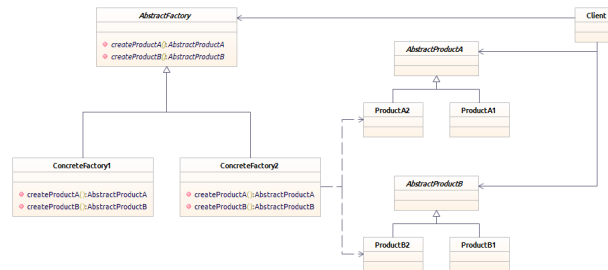 AbstractFactory
createProductA():AbstractProductA
createProductB():AbstractProductB
Client
AbstractProductA
ProductA2
ProductA1
ConcreteFactory1
createProductA():AbstractProductA
createProductB():AbstractProductB
ConcreteFactory2
createProductA():AbstractProductA
createProductB():AbstractProductB
AbstractProductB
ProductB2
ProductB1